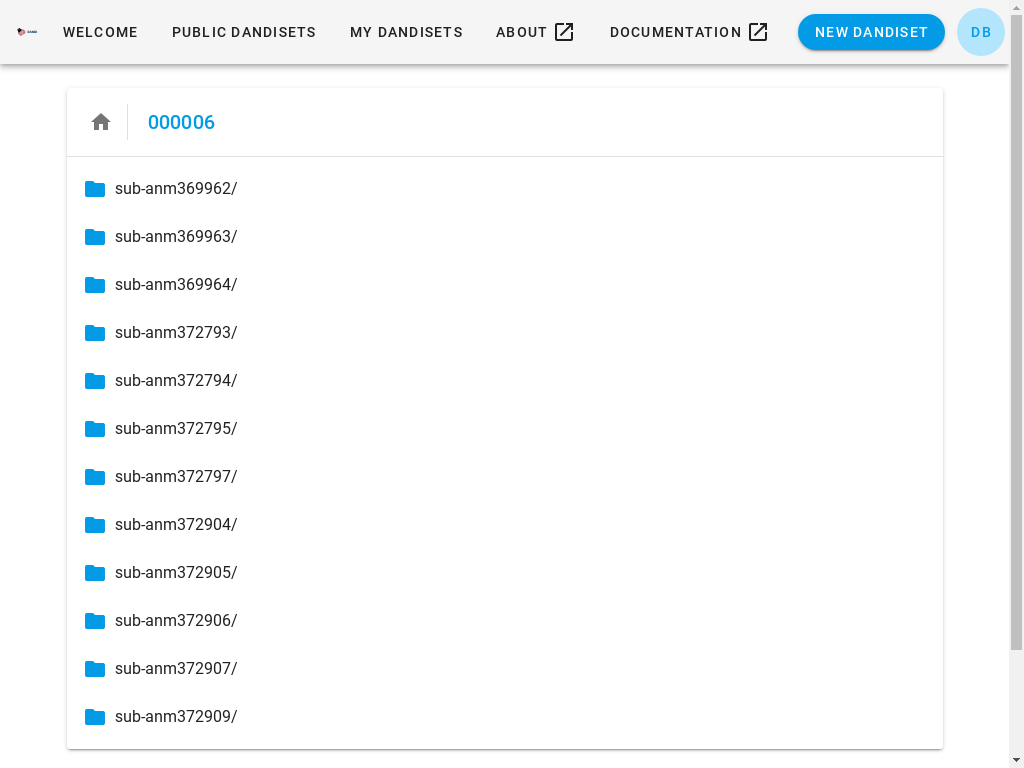 WELCOME PUBLIC DANDISETS MY DANDISETS ABOUT DOCUMENTATION NEW DANDISET DB
000006
sub-anm369962/
sub-anm369963/
sub-anm369964/
sub-anm372793/
sub-anm372794/
sub-anm372795/
sub-anm372797/
sub-anm372904/
sub-anm372905/
sub-anm372906/
sub-anm372907/
sub-anm372909/